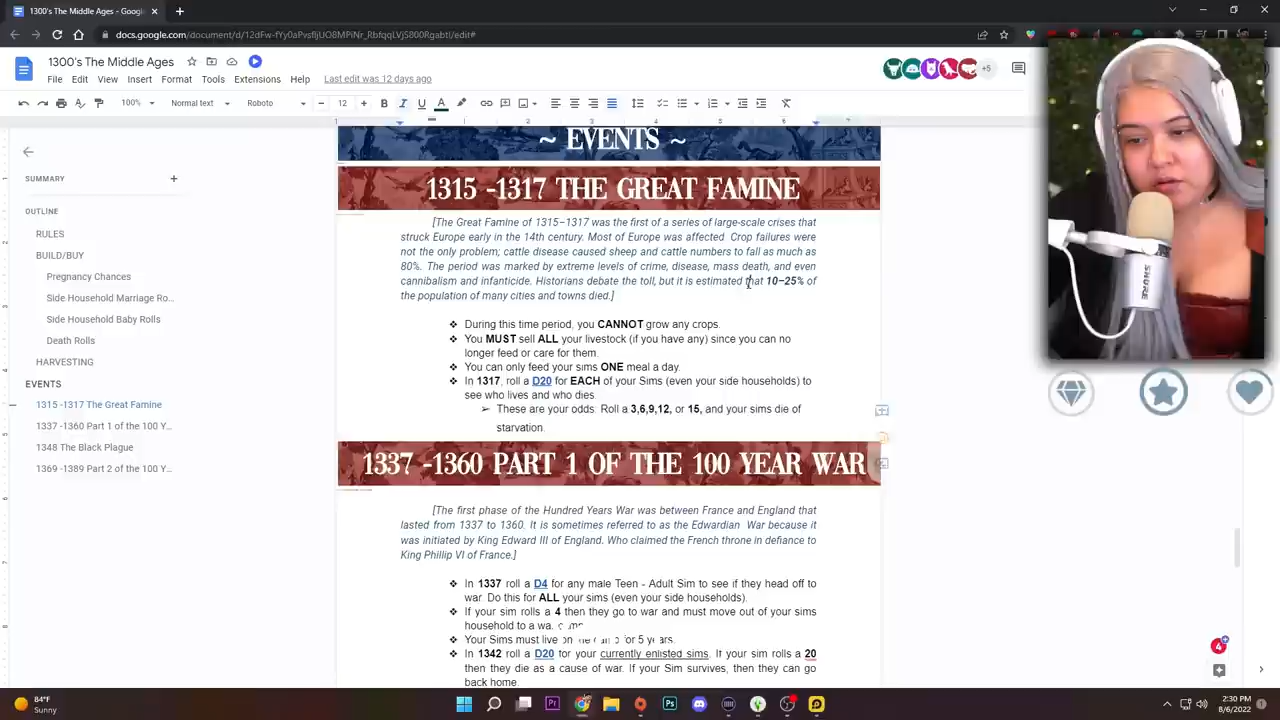 1300's The Middle Ages - Google
docs.google.com/document/d/
1300's The Middle Ages
File Edit View Insert Format Tools Extensions Help Last edit was 12 days ago
+5
100% Normal text Roboto 12 B I U A
~ EVENTS ~
SUMMARY
OUTLINE
RULES
BUILD/BUY
Pregnancy Chances
Side Household Marriage Ro...
Side Household Baby Rolls
Death Rolls
HARVESTING
EVENTS
1315 -1317 The Great Famine
1337 -1360 Part 1 of the 100 Y...
1348 The Black Plague
1369 -1389 Part 2 of the 100 Y...
1315 -1317 THE GREAT FAMINE
[The Great Famine of 1315–1317 was the first of a series of large-scale crises that
struck Europe early in the 14th century. Most of Europe was affected Crop failures were
not the only problem; cattle disease caused sheep and cattle numbers to fall as much as
80%. The period was marked by extreme levels of crime, disease, mass death, and even
cannibalism and infanticide. Historians debate the toll, but it is estimated that 10–25% of
the population of many cities and towns died.]
❖ During this time period, you CANNOT grow any crops.
❖ You MUST sell ALL your livestock (if you have any) since you can no
longer feed or care for them.
❖ You can only feed your sims ONE meal a day.
❖ In 1317, roll a D20 for EACH of your Sims (even your side households) to
see who lives and who dies.
➢ These are your odds: Roll a 3,6,9,12, or 15, and your sims die of
starvation.
1337 -1360 PART 1 OF THE 100 YEAR WAR
[The first phase of the Hundred Years War was between France and England that
lasted from 1337 to 1360. It is sometimes referred to as the Edwardian War because it
was initiated by King Edward III of England. Who claimed the French throne in defiance to
King Phillip VI of France.]
❖ In 1337 roll a D4 for any male Teen - Adult Sim to see if they head off to
war. Do this for ALL your sims (even your side households).
❖ If your sim rolls a 4 then they go to war and must move out of your sims
household to a
❖ Your Sims must live on for 5 years.
❖ In 1342 roll a D20 for your currently enlisted sims. If your sim rolls a 20
then they die as a cause of war. If your Sim survives, then they can go
back home.
SHURE
4
84°F
Sunny
2:30 PM
8/6/2022